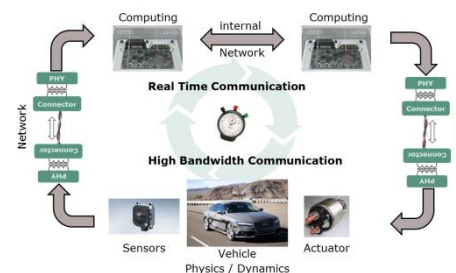 Computing
internal
Computing
Network
PHY
Connector
Connector
PHY
Network
Real Time Communication
PHY
Connector
Connector
PHY
High Bandwidth Communication
Sensors
Vehicle
Physics / Dynamics
Actuator